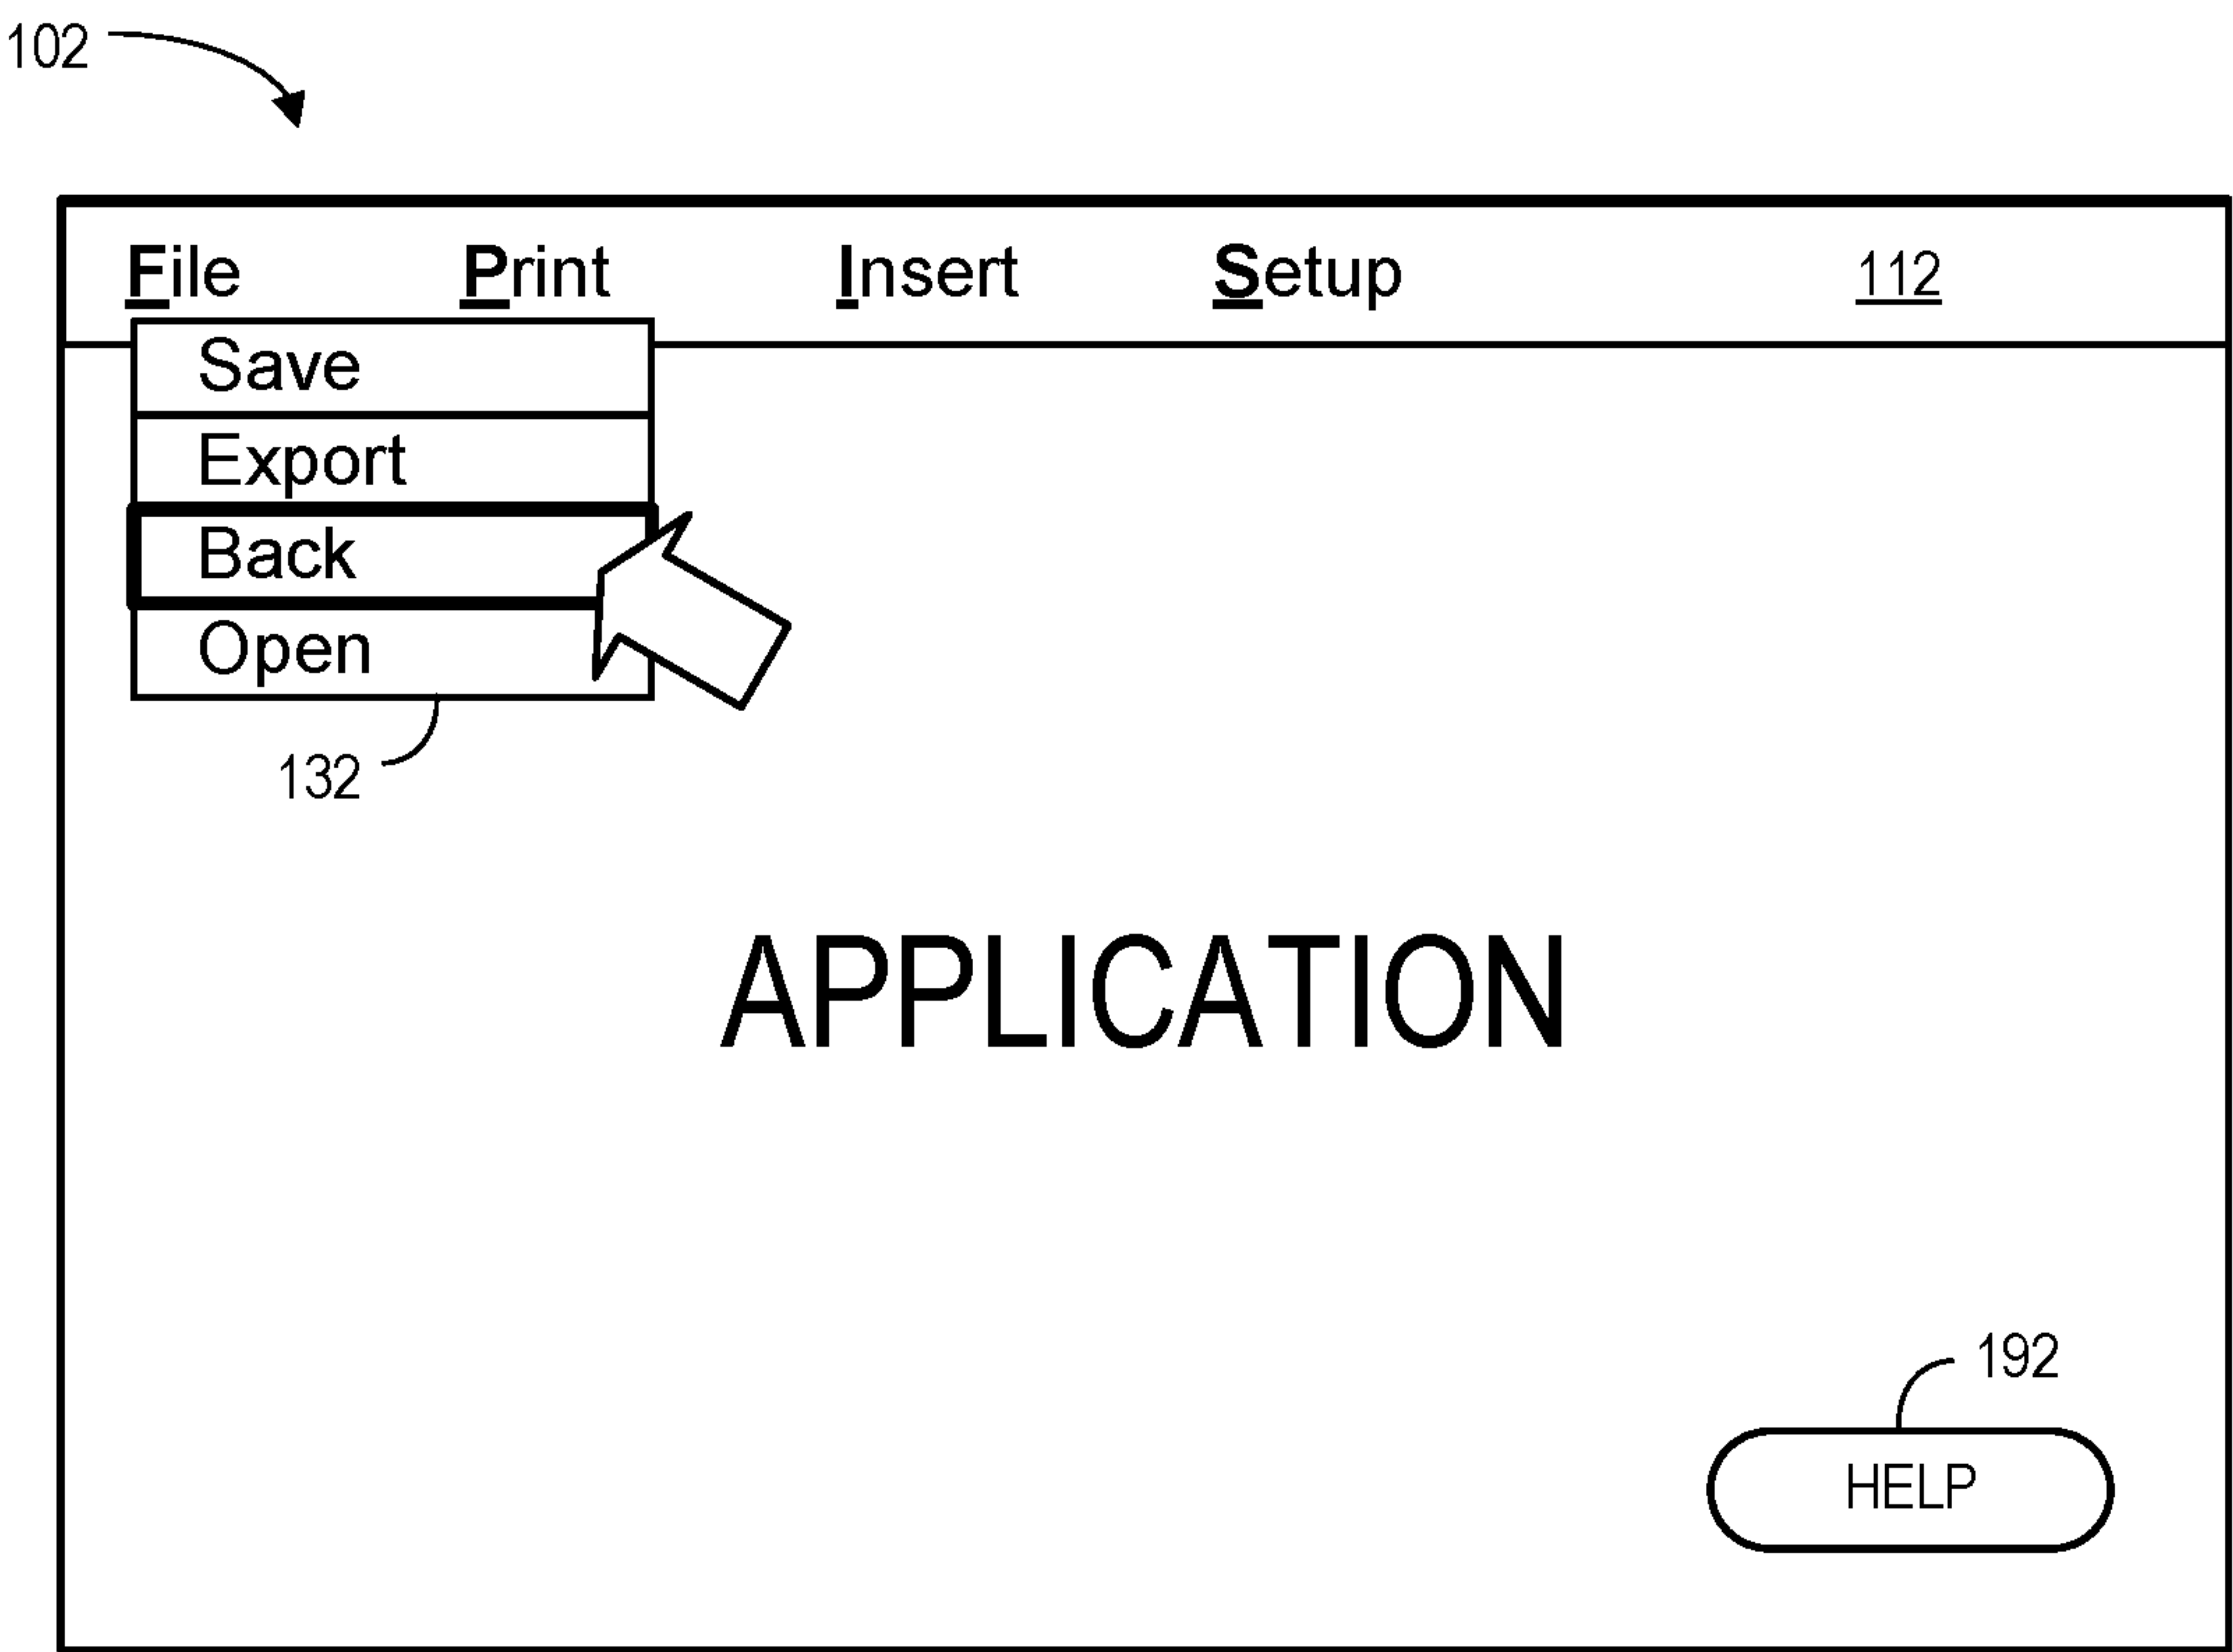 102
File Print Insert Setup 112
Save
Export
Back
Open
132
APPLICATION
192
HELP